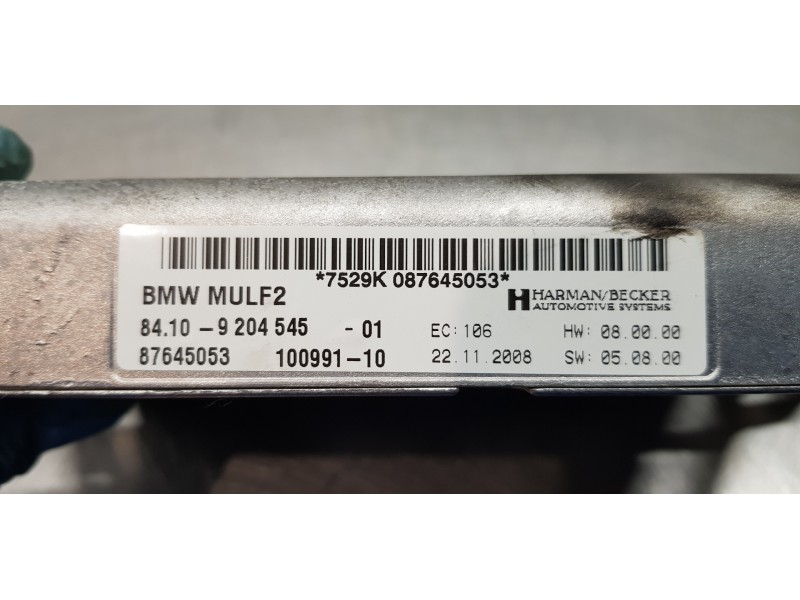 *7529K 087645053*
BMW MULF2
HARMAN/BECKER
AUTOMOTIVE SYSTEMS
84.10 - 9 204 545 - 01 EC: 106 HW: 08.00.00
87645053 100991-10 22.11.2008 SW: 05.08.00